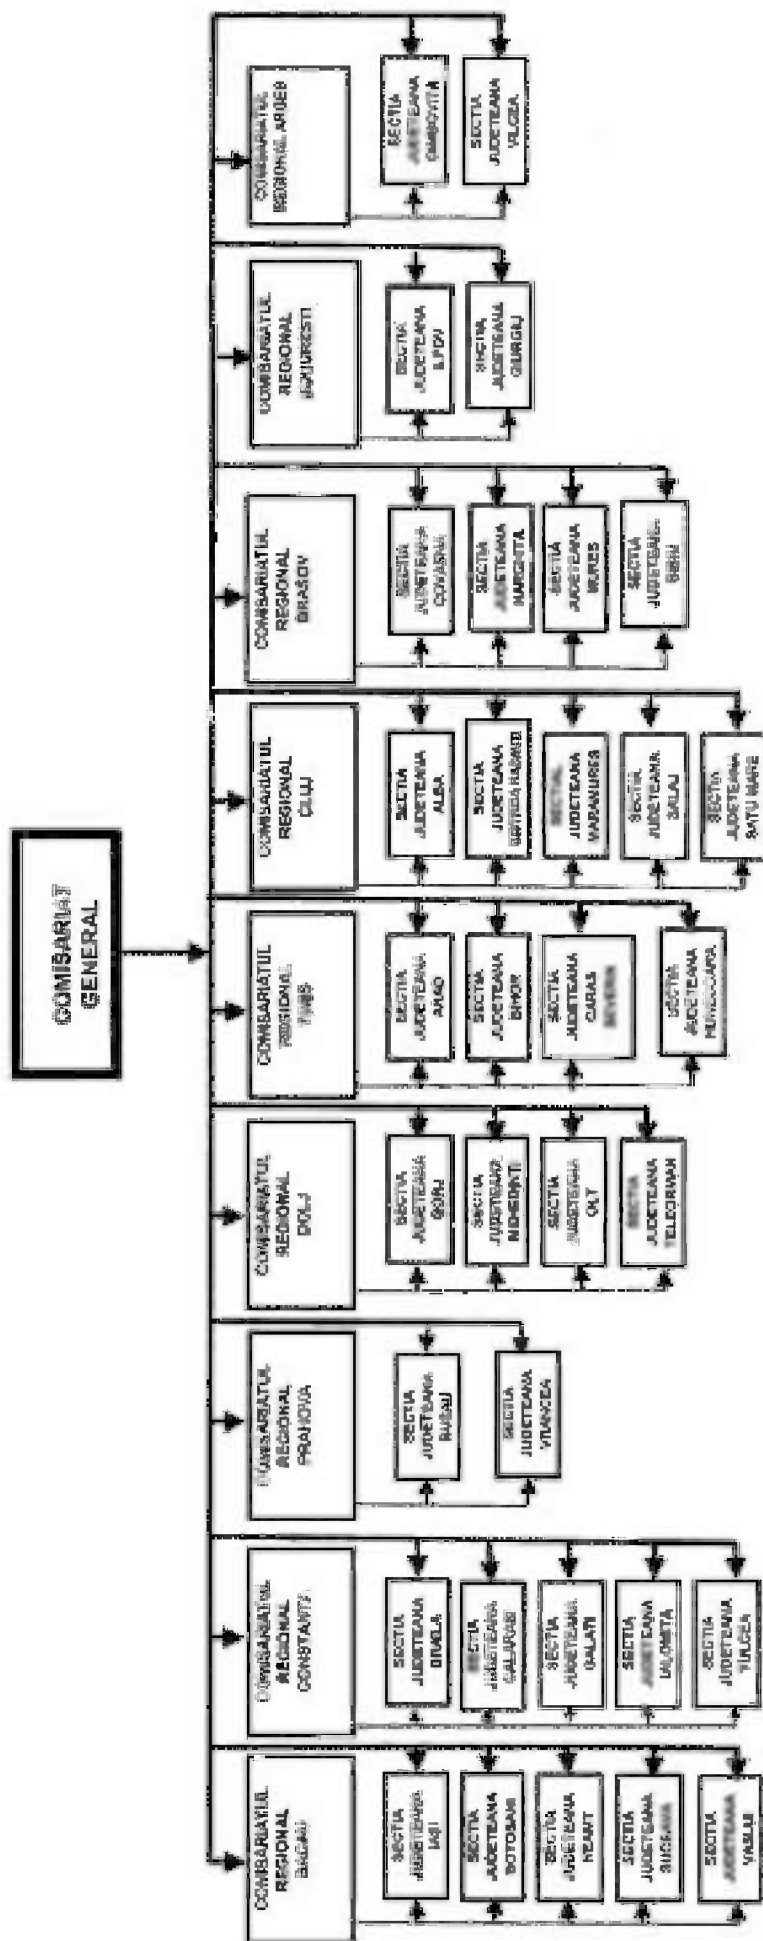 COMISARIAT
GENERAL
COMISARIATUL
REGIONAL
BACAU
SECTIA
JUDETEANA
IASI
SECTIA
JUDETEANA
BOTOSANI
SECTIA
JUDETEANA
NEAMT
SECTIA
JUDETEANA
SUCEAVA
SECTIA
JUDETEANA
VASLUI
COMISARIATUL
REGIONAL
CONSTANTA
SECTIA
JUDETEANA
BRAILA
SECTIA
JUDETEANA
CALARASI
SECTIA
JUDETEANA
GALATI
SECTIA
JUDETEANA
IALOMITA
SECTIA
JUDETEANA
TULCEA
COMISARIATUL
REGIONAL
PRAHOVA
SECTIA
JUDETEANA
BUZAU
SECTIA
JUDETEANA
VRANCEA
COMISARIATUL
REGIONAL
DOLJ
SECTIA
JUDETEANA
GORJ
SECTIA
JUDETEANA
MEHEDINTI
SECTIA
JUDETEANA
OLT
SECTIA
JUDETEANA
TELEORMAN
COMISARIATUL
REGIONAL
TIMIS
SECTIA
JUDETEANA
ARAD
SECTIA
JUDETEANA
BIHOR
SECTIA
JUDETEANA
CARAS
SEVERIN
SECTIA
JUDETEANA
HUNEDOARA
COMISARIATUL
REGIONAL
CLUJ
SECTIA
JUDETEANA
ALBA
SECTIA
JUDETEANA
BISTRITA NASAUD
SECTIA
JUDETEANA
MARAMURES
SECTIA
JUDETEANA
SALAJ
SECTIA
JUDETEANA
SATU MARE
COMISARIATUL
REGIONAL
BRASOV
SECTIA
JUDETEANA
COVASNA
SECTIA
JUDETEANA
HARGHITA
SECTIA
JUDETEANA
MURES
SECTIA
JUDETEANA
SIBIU
COMISARIATUL
REGIONAL
BUCURESTI
SECTIA
JUDETEANA
ILFOV
SECTIA
JUDETEANA
GIURGIU
COMISARIATUL
REGIONAL ARGES
SECTIA
JUDETEANA
DAMBOVITA
SECTIA
JUDETEANA
VILCEA